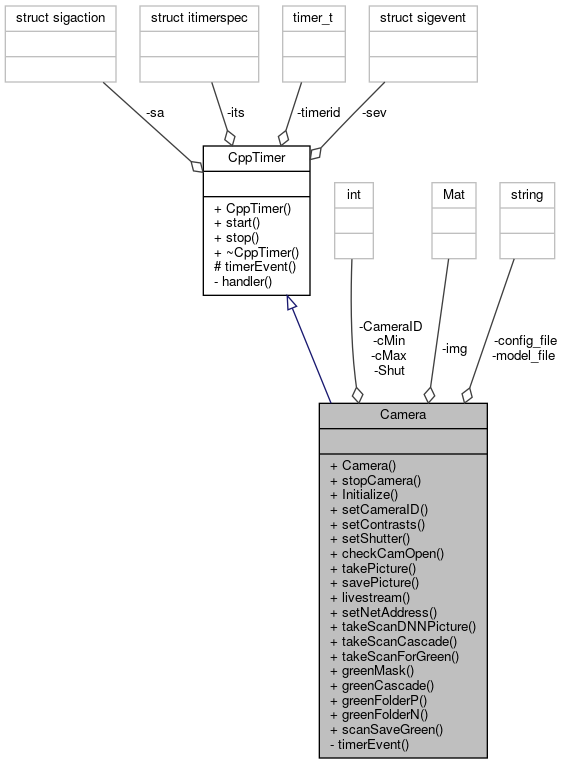 struct sigaction
struct itimerspec
timer_t
struct sigevent
-sa
-its
-timerid
-sev
CppTimer
+ CppTimer()
+ start()
+ stop()
+ ~CppTimer()
# timerEvent()
- handler()
int
Mat
string
-CameraID
-cMin
-cMax
-Shut
-img
-config_file
-model_file
Camera
+ Camera()
+ stopCamera()
+ Initialize()
+ setCameraID()
+ setContrasts()
+ setShutter()
+ checkCamOpen()
+ takePicture()
+ savePicture()
+ livestream()
+ setNetAddress()
+ takeScanDNNPicture()
+ takeScanCascade()
+ takeScanForGreen()
+ greenMask()
+ greenCascade()
+ greenFolderP()
+ greenFolderN()
+ scanSaveGreen()
- timerEvent()